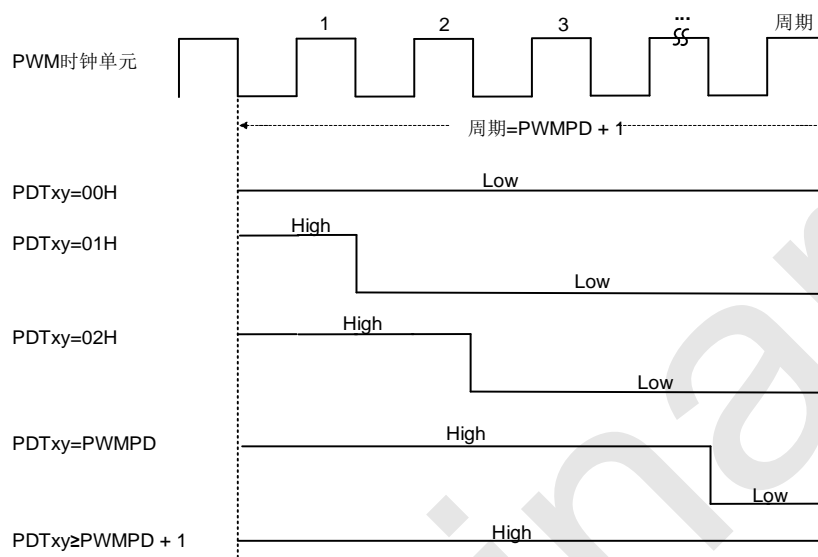 1 2 3 ... 周期
PWM时钟单元
周期=PWMPD + 1
PDTxy=00H
Low
PDTxy=01H
High
Low
PDTxy=02H
High
Low
PDTxy=PWMPD
High
Low
PDTxy≥PWMPD + 1
High